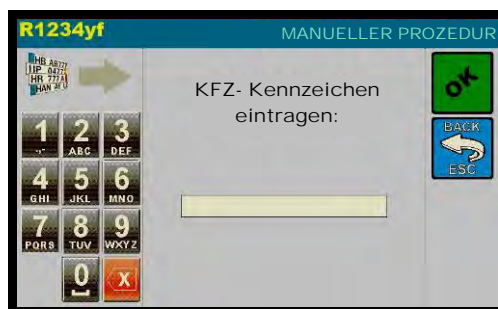 R1234yf
MANUELLER PROZEDUR
KFZ- Kennzeichen
eintragen:
OK
BACK
ESC
1
2 ABC
3 DEF
4 GHI
5 JKL
6 MNO
7 PQRS
8 TUV
9 WXYZ
0
X